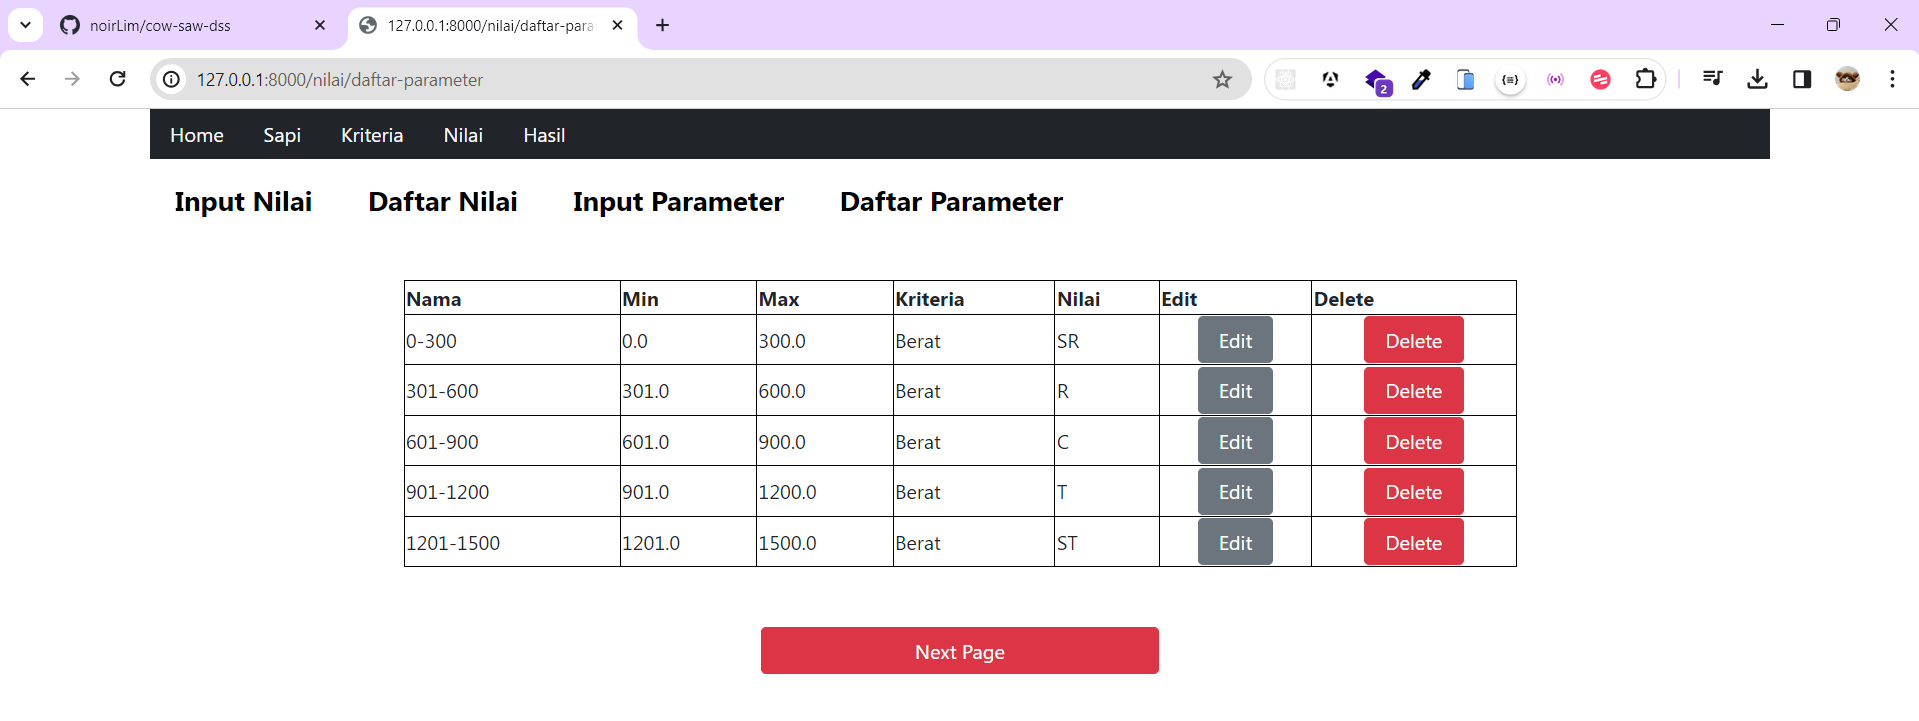 noirLim/cow-saw-dss
127.0.0.1:8000/nilai/daftar-para
127.0.0.1:8000/nilai/daftar-parameter
2
Home Sapi Kriteria Nilai Hasil
Input Nilai Daftar Nilai Input Parameter Daftar Parameter
Nama Min Max Kriteria Nilai Edit Delete
0-300 0.0 300.0 Berat SR Edit Delete
301-600 301.0 600.0 Berat R Edit Delete
601-900 601.0 900.0 Berat C Edit Delete
901-1200 901.0 1200.0 Berat T Edit Delete
1201-1500 1201.0 1500.0 Berat ST Edit Delete
Next Page